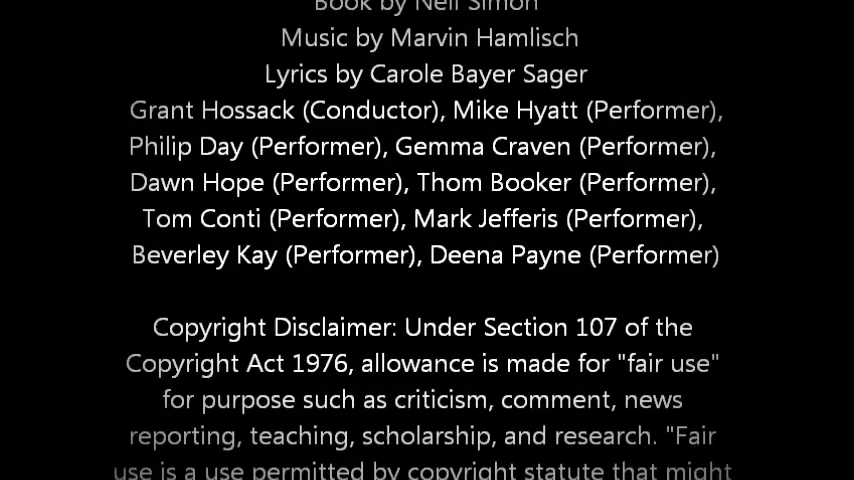 Book by Neil Simon
Music by Marvin Hamlisch
Lyrics by Carole Bayer Sager
Grant Hossack (Conductor), Mike Hyatt (Performer),
Philip Day (Performer), Gemma Craven (Performer),
Dawn Hope (Performer), Thom Booker (Performer),
Tom Conti (Performer), Mark Jefferis (Performer),
Beverley Kay (Performer), Deena Payne (Performer)
Copyright Disclaimer: Under Section 107 of the
Copyright Act 1976, allowance is made for "fair use"
for purpose such as criticism, comment, news
reporting, teaching, scholarship, and research. "Fair
use is a use permitted by copyright statute that might